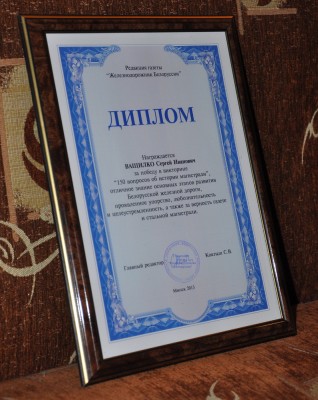 Редакция газеты
"Железнодорожник Белоруссии"
ДИПЛОМ
Награждается
ВАЩИЛКО Сергей Иванович
за победу в викторине
"150 вопросов об истории магистрали",
отличное знание основных этапов развития
Белорусской железной дороги,
проявленное упорство, любознательность
и целеустремленность, а также за верность газете
и стальной магистрали.
Главный редактор
С.В.
Минск 2012